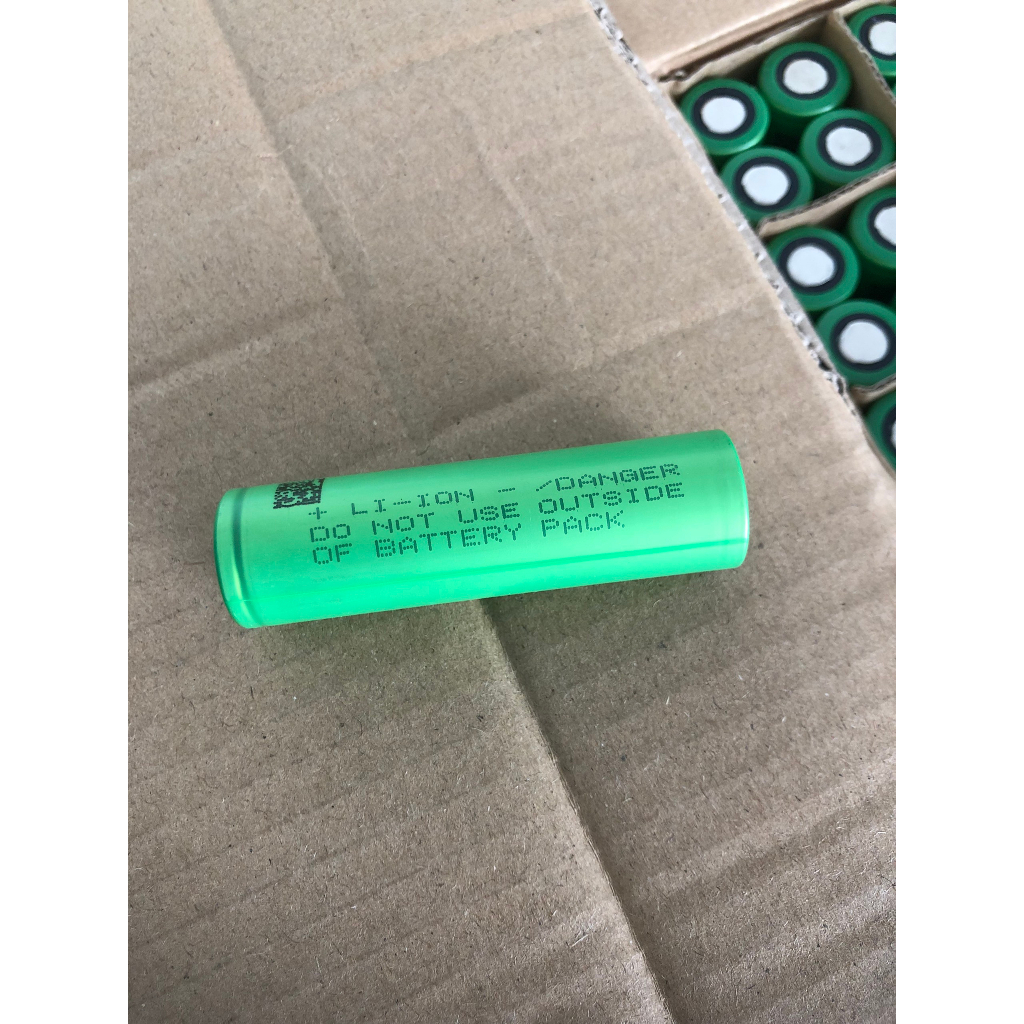 + LI-ION - /DANGER
DO NOT USE OUTSIDE
OF BATTERY PACK